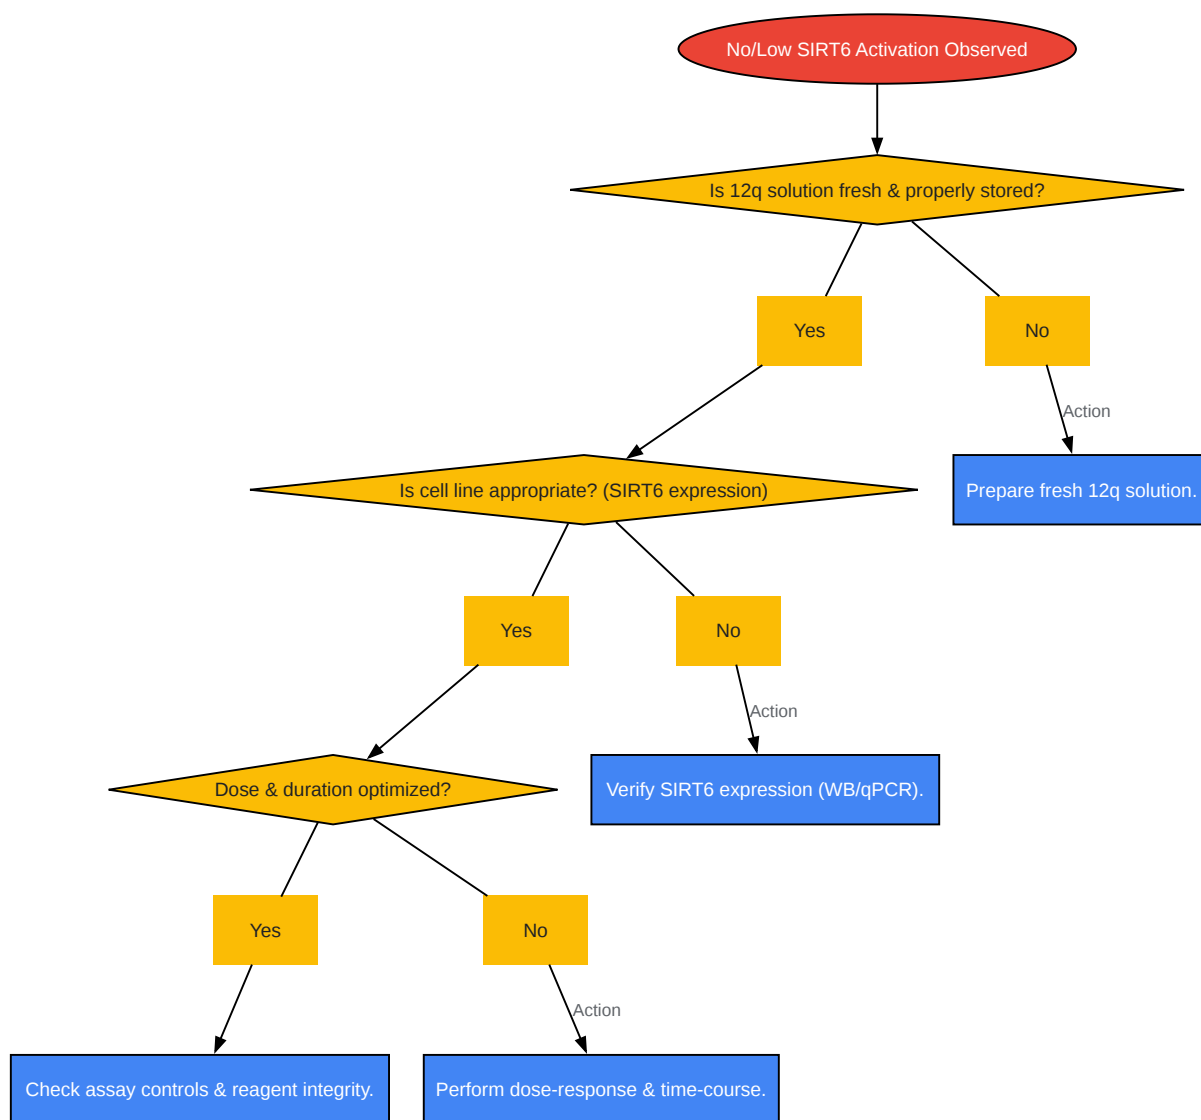 No/Low SIRT6 Activation Observed
Is 12q solution fresh & properly stored?
Yes
No
Action
Prepare fresh 12q solution.
Is cell line appropriate? (SIRT6 expression)
Yes
No
Action
Verify SIRT6 expression (WB/qPCR).
Dose & duration optimized?
Yes
No
Action
Check assay controls & reagent integrity.
Perform dose-response & time-course.